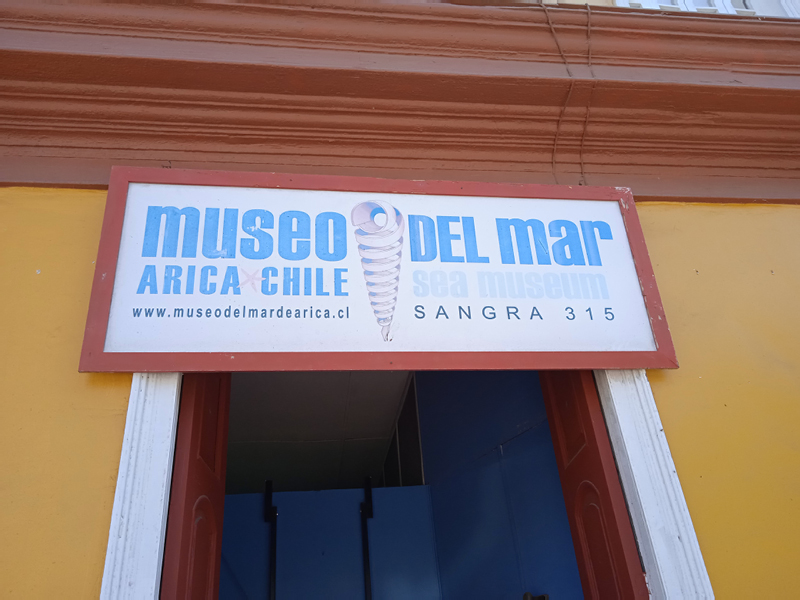 museo DEL mar
ARICA CHILE sea museum
www.museodelmardearica.cl SANGRA 315